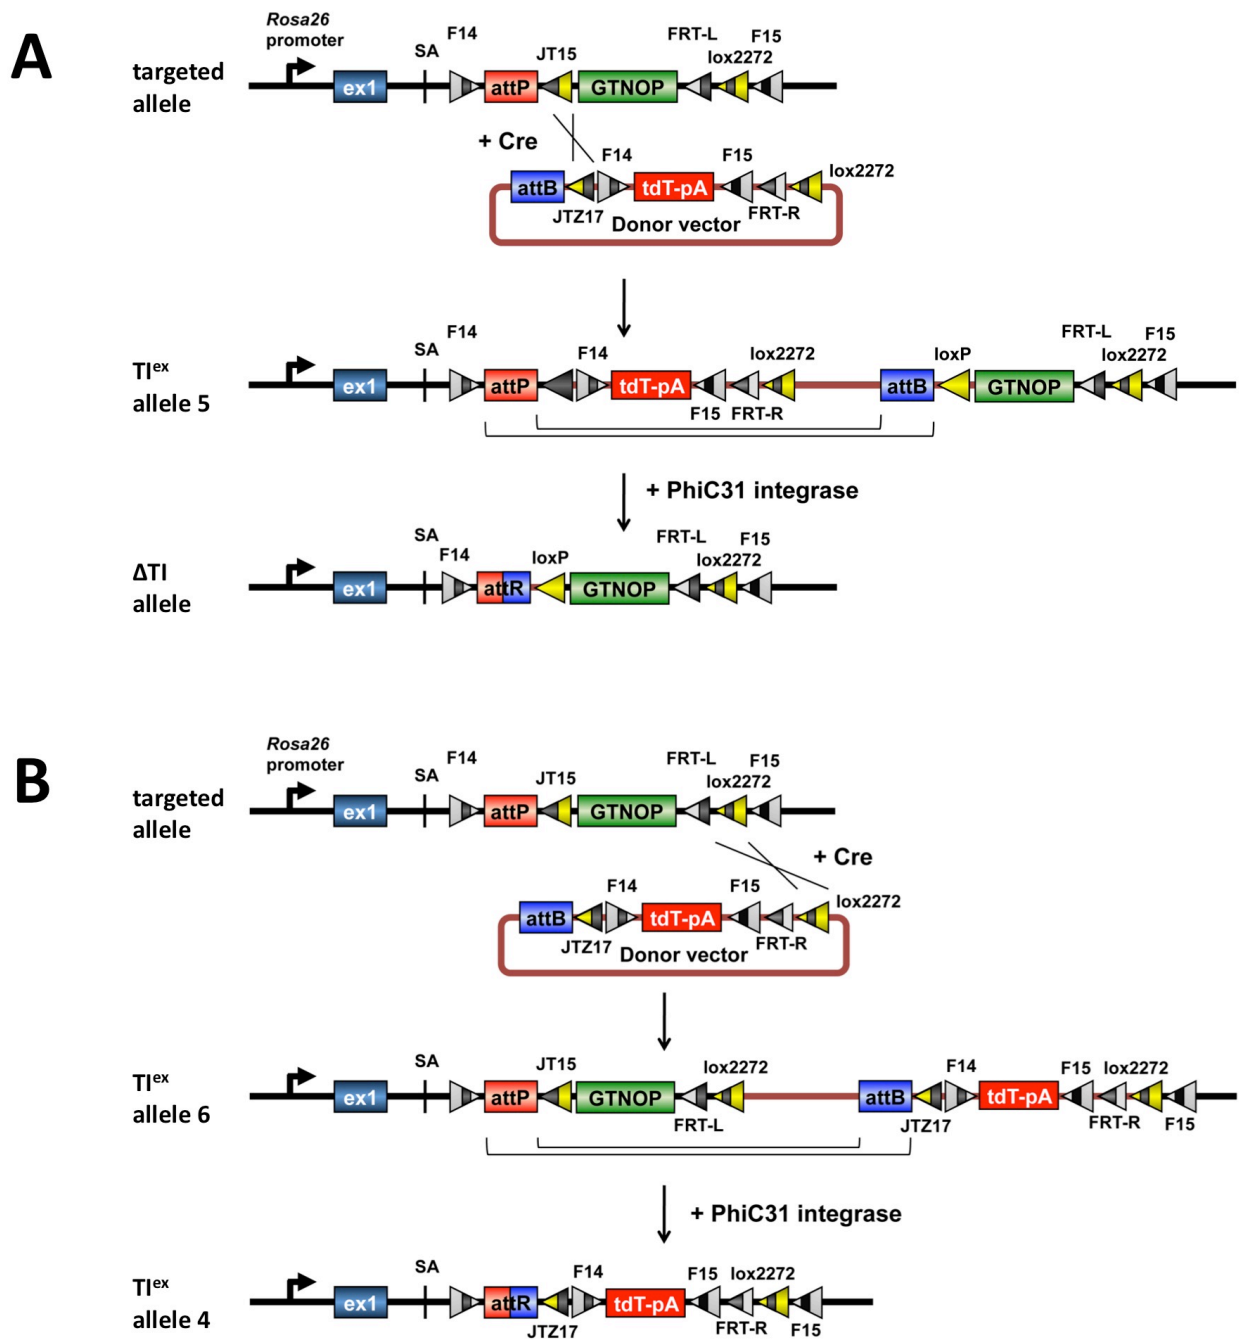 A
Rosa26
promoter
SA
F14
JT15
FRT-L
F15
lox2272
targeted
allele
ex1
attP
GTNOP
+ Cre
F14
F15
lox2272
attB
tdT-pA
JTZ17
FRT-R
Donor vector
F14
SA
F14
lox2272
loxP
FRT-L
F15
lox2272
TIex
allele 5
ex1
attP
tdT-pA
attB
GTNOP
F15
FRT-R
+ PhiC31 integrase
SA
F14
loxP
FRT-L
F15
lox2272
ΔTI
allele
ex1
attR
GTNOP
B
Rosa26
promoter
SA
F14
JT15
FRT-L
F15
lox2272
targeted
allele
ex1
attP
GTNOP
+ Cre
F14
F15
lox2272
attB
tdT-pA
JTZ17
FRT-R
Donor vector
SA
JT15
lox2272
F14
F15
lox2272
TIex
allele 6
ex1
attP
GTNOP
attB
tdT-pA
FRT-L
JTZ17
FRT-R
F15
+ PhiC31 integrase
SA
F14
F15
lox2272
TIex
allele 4
ex1
attR
tdT-pA
JTZ17
FRT-R
F15